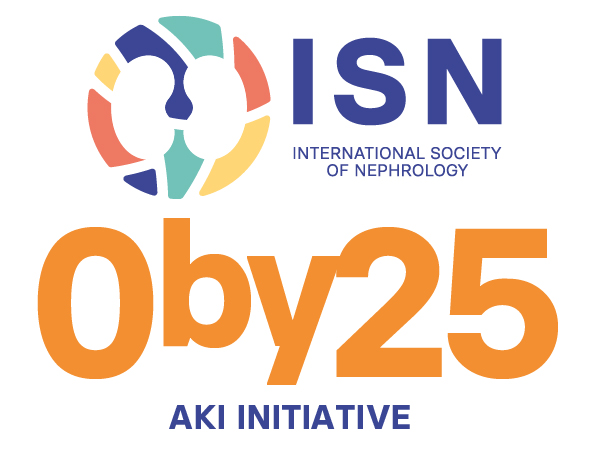 ISN
INTERNATIONAL SOCIETY
OF NEPHROLOGY
0by25
AKI INITIATIVE